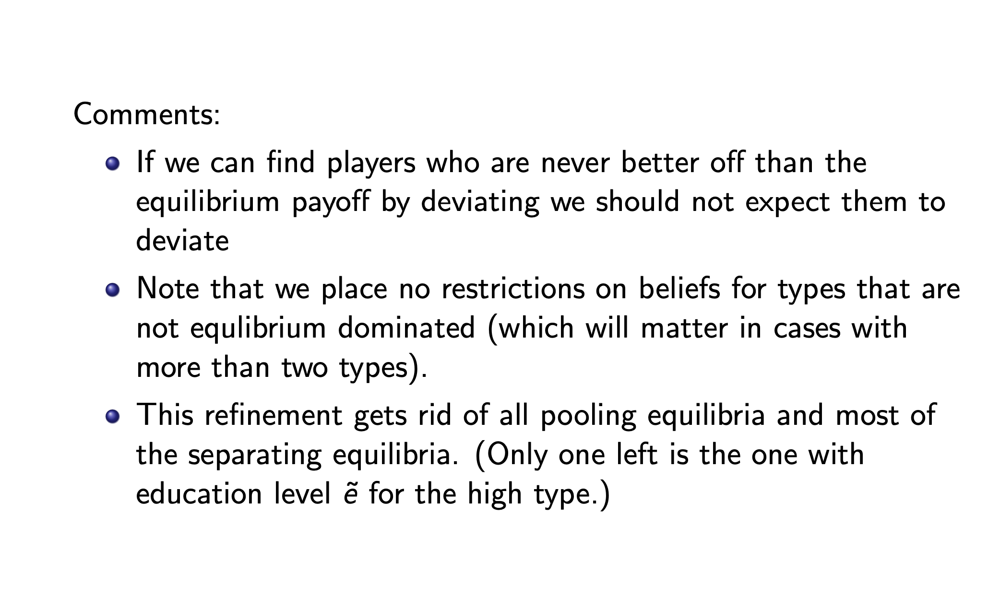 Comments:
If we can find players who are never better off than the
equilibrium payoff by deviating we should not expect them to
deviate
Note that we place no restrictions on beliefs for types that are
not equlibrium dominated (which will matter in cases with
more than two types).
This refinement gets rid of all pooling equilibria and most of
the separating equilibria. (Only one left is the one with
education level ẽ for the high type.)